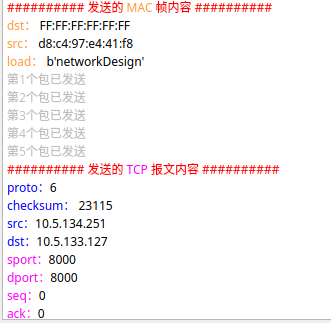 ########## 发送的 MAC 帧内容 ##########
dst： FF:FF:FF:FF:FF:FF
src： d8:c4:97:e4:41:f8
load： b'networkDesign'
第1个包已发送
第2个包已发送
第3个包已发送
第4个包已发送
第5个包已发送
########## 发送的 TCP 报文内容 ##########
proto：6
checksum： 23115
src：10.5.134.251
dst：10.5.133.127
sport：8000
dport：8000
seq：0
ack：0